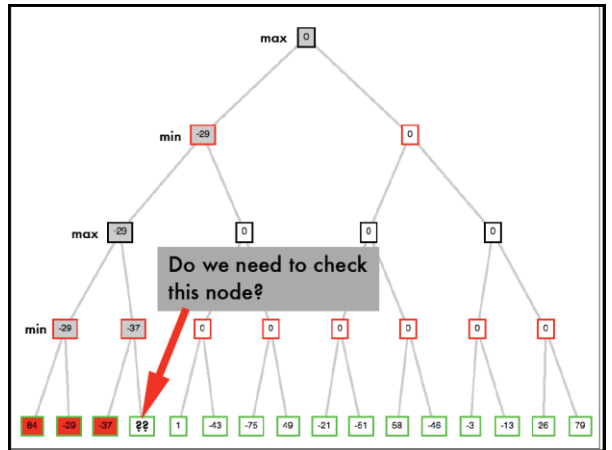 max 0
min -29 0
max -29 0 0 0
Do we need to check
this node?
min -29 -37 0 0 0 0 0 0
84 -29 -37 ?? 1 -43 -75 49 -21 -51 58 -46 -3 -13 26 79